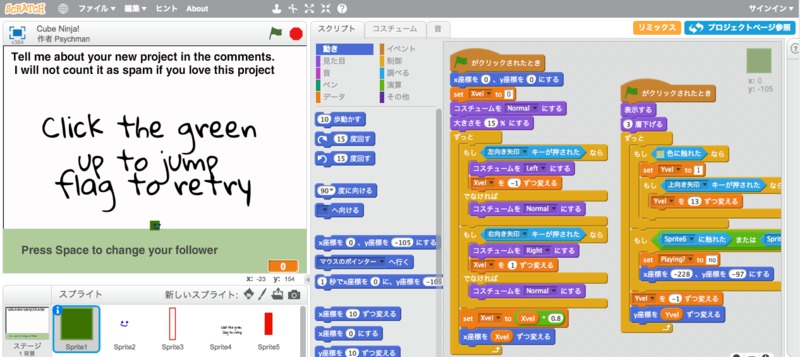 SCRATCH
ファイル▼ 編集▼ ヒント About
サインイン▼
Cube Ninja!
作者 Psychman
v384
スクリプト
コスチューム
音
リミックス
プロジェクトページ参照
Tell me about your new project in the comments.
I will not count it as spam if you love this project
Click the green
up to jump
flag to retry
Press Space to change your follower
0
x: -23 y: 154
スプライト
新しいスプライト:
ステージ
1 背景
Sprite1
Sprite2
Sprite3
Sprite4
Sprite5
動き
見た目
音
ペン
データ
イベント
制御
調べる
演算
その他
10 歩動かす
15 度回す
15 度回す
90▼ 度に向ける
▼ へ向ける
x座標を 0 、y座標を -105 にする
マウスのポインター▼ へ行く
1 秒でx座標を 0 に、y座標を -105
x座標を 10 ずつ変える
x座標を 0 にする
y座標を 10 ずつ変える
がクリックされたとき
x座標を 0 、y座標を 0 にする
set Xvel▼ to 0
コスチュームを Normal▼ にする
大きさを 15 % にする
ずっと
もし 左向き矢印▼ キーが押された なら
コスチュームを Left▼ にする
Xvel▼ を -1 ずつ変える
でなければ
コスチュームを Normal▼ にする
もし 右向き矢印▼ キーが押された なら
コスチュームを Right▼ にする
Xvel▼ を 1 ずつ変える
でなければ
コスチュームを Normal▼ にする
set Xvel▼ to Xvel * 0.8
x座標を Xvel ずつ変える
がクリックされたとき
表示する
3 層下げる
ずっと
もし 色に触れた なら
set Yvel▼ to 1
もし 上向き矢印▼ キーが押された なら
Yvel▼ を 13 ずつ変える
もし Sprite6▼ に触れた または Sprit
set Playing?▼ to no
x座標を -228 、y座標を -97 にする
Yvel▼ を -1 ずつ変える
y座標を Yvel ずつ変える
x: 0
y: -105